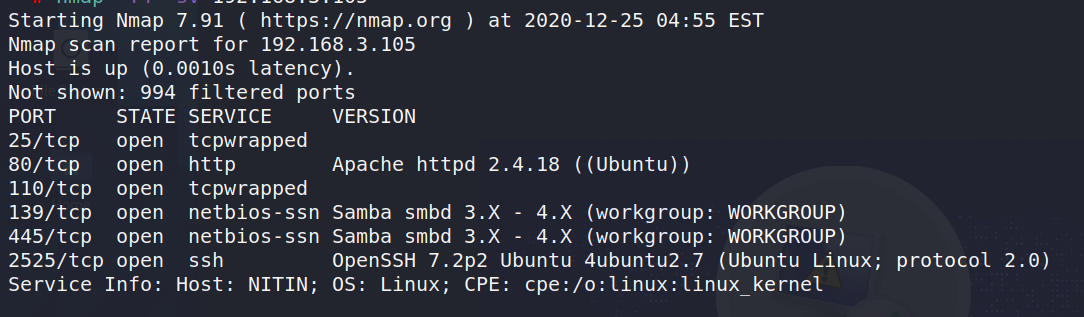 Starting Nmap 7.91 ( https://nmap.org ) at 2020-12-25 04:55 EST
Nmap scan report for 192.168.3.105
Host is up (0.0010s latency).
Not shown: 994 filtered ports
PORT     STATE SERVICE     VERSION
25/tcp   open  tcpwrapped
80/tcp   open  http        Apache httpd 2.4.18 ((Ubuntu))
110/tcp  open  tcpwrapped
139/tcp  open  netbios-ssn Samba smbd 3.X - 4.X (workgroup: WORKGROUP)
445/tcp  open  netbios-ssn Samba smbd 3.X - 4.X (workgroup: WORKGROUP)
2525/tcp open  ssh         OpenSSH 7.2p2 Ubuntu 4ubuntu2.7 (Ubuntu Linux; protocol 2.0)
Service Info: Host: NITIN; OS: Linux; CPE: cpe:/o:linux:linux_kernel